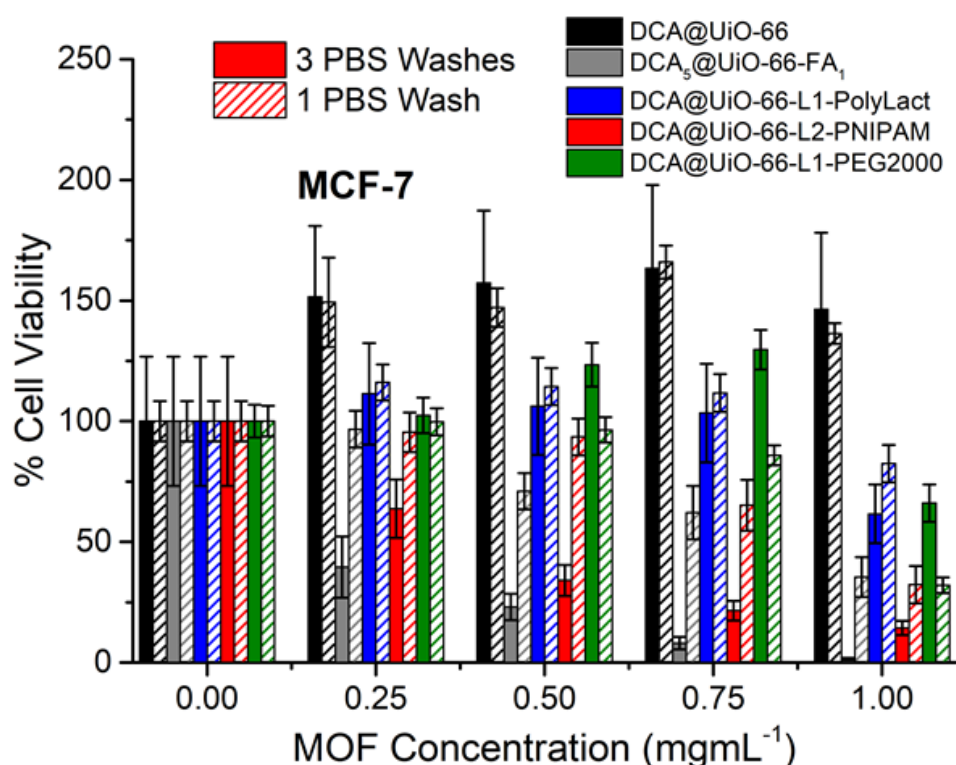 250
200
150
100
50
0
% Cell Viability
3 PBS Washes
1 PBS Wash
MCF-7
DCA@UiO-66
DCA₅@UiO-66-FA₁
DCA@UiO-66-L1-PolyLact
DCA@UiO-66-L2-PNIPAM
DCA@UiO-66-L1-PEG2000
0.00 0.25 0.50 0.75 1.00
MOF Concentration (mgmL⁻¹)